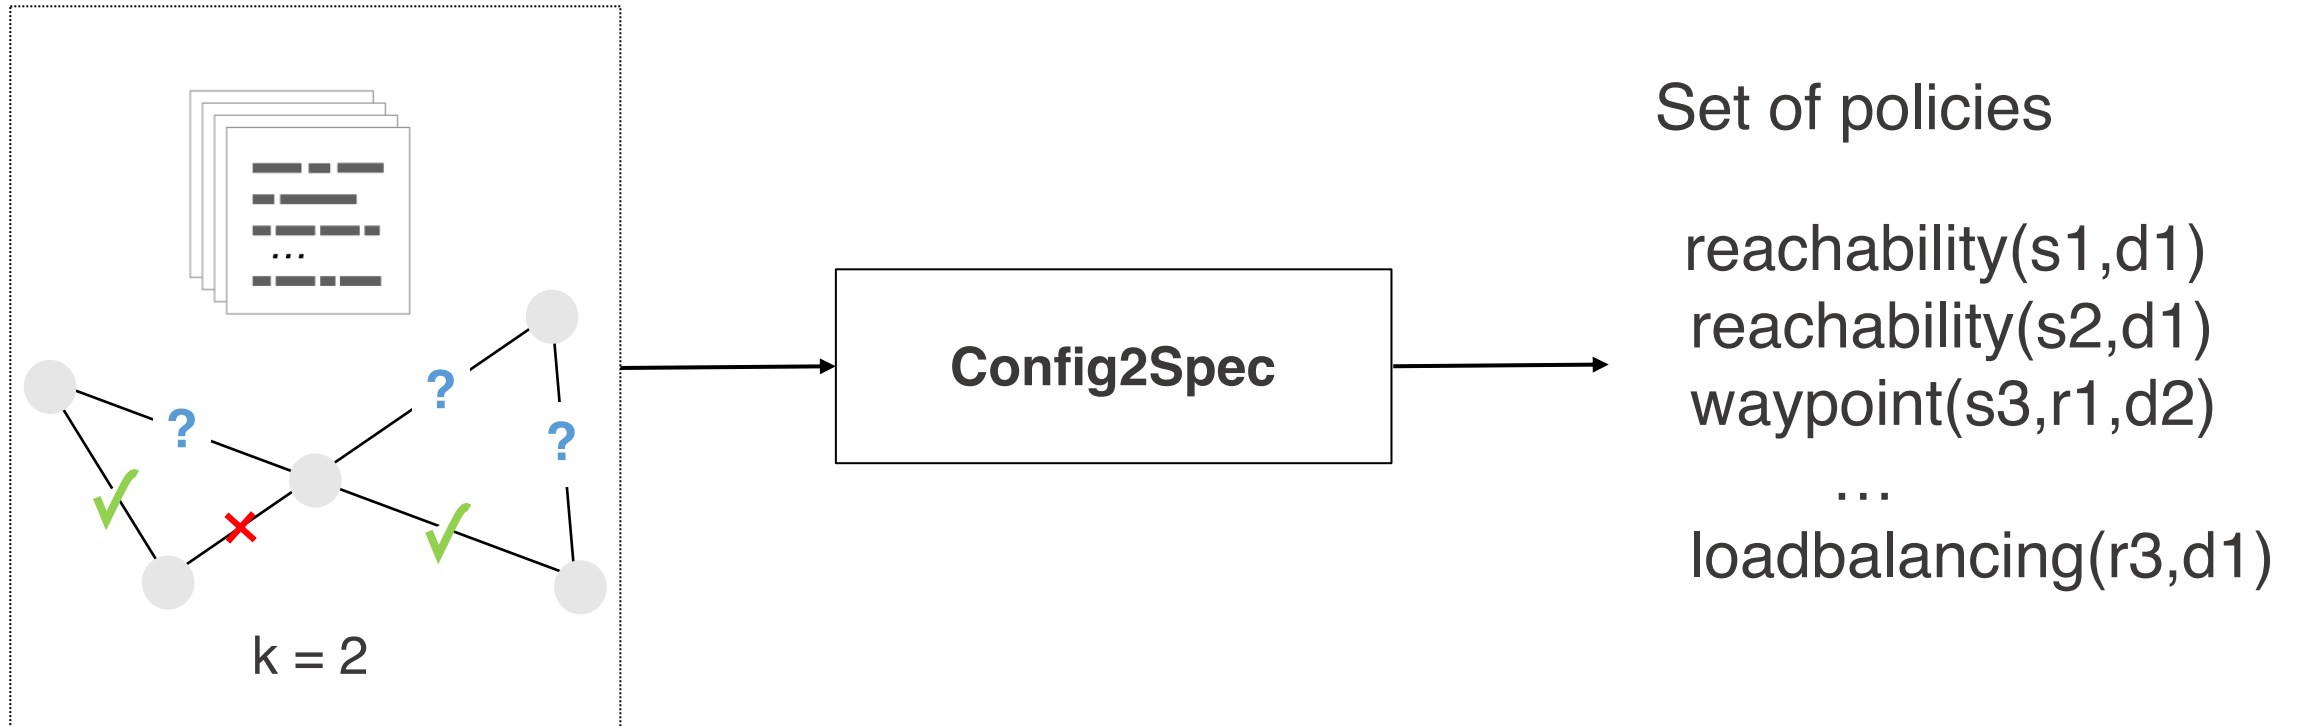 ...
?
?
?
k = 2
Config2Spec
Set of policies
reachability(s1,d1)
reachability(s2,d1)
waypoint(s3,r1,d2)
...
loadbalancing(r3,d1)